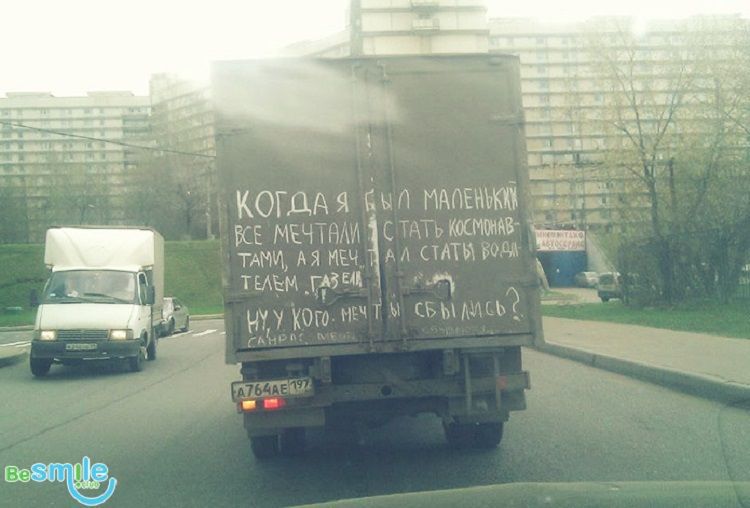 КОГДА Я БЫЛ МАЛЕНЬКИЙ
ВСЕ МЕЧТАЛИ СТАТЬ КОСМОНАВ-
ТАМИ, А Я МЕЧТАЛ СТАТЬ ВОДИ
ТЕЛЕМ ГАЗЕЛИ
НУ, У КОГО МЕЧТЫ СБЫЛИСЬ?
А764АЕ 197
АВТОСЕРВИС
BeSmile